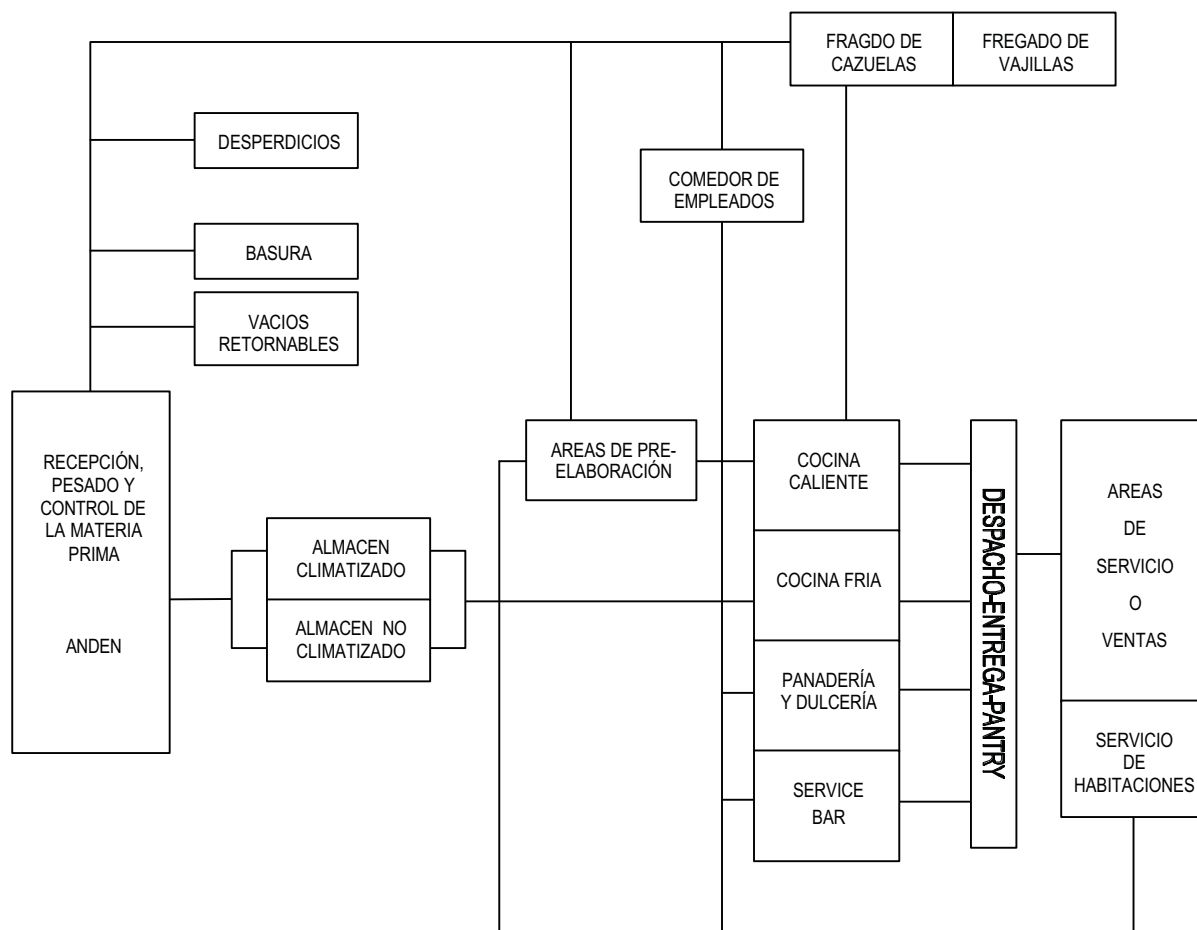 FRAGDO DE
CAZUELAS
FREGADO DE
VAJILLAS
DESPERDICIOS
COMEDOR DE
EMPLEADOS
BASURA
VACIOS
RETORNABLES
RECEPCIÓN,
PESADO Y
CONTROL DE
LA MATERIA
PRIMA
ANDEN
ALMACEN
CLIMATIZADO
ALMACEN NO
CLIMATIZADO
AREAS DE PRE-
ELABORACIÓN
COCINA
CALIENTE
COCINA FRIA
PANADERÍA
Y DULCERÍA
SERVICE
BAR
DESPACHO-ENTREGA-PANTRY
AREAS
DE
SERVICIO
O
VENTAS
SERVICIO
DE
HABITACIONES